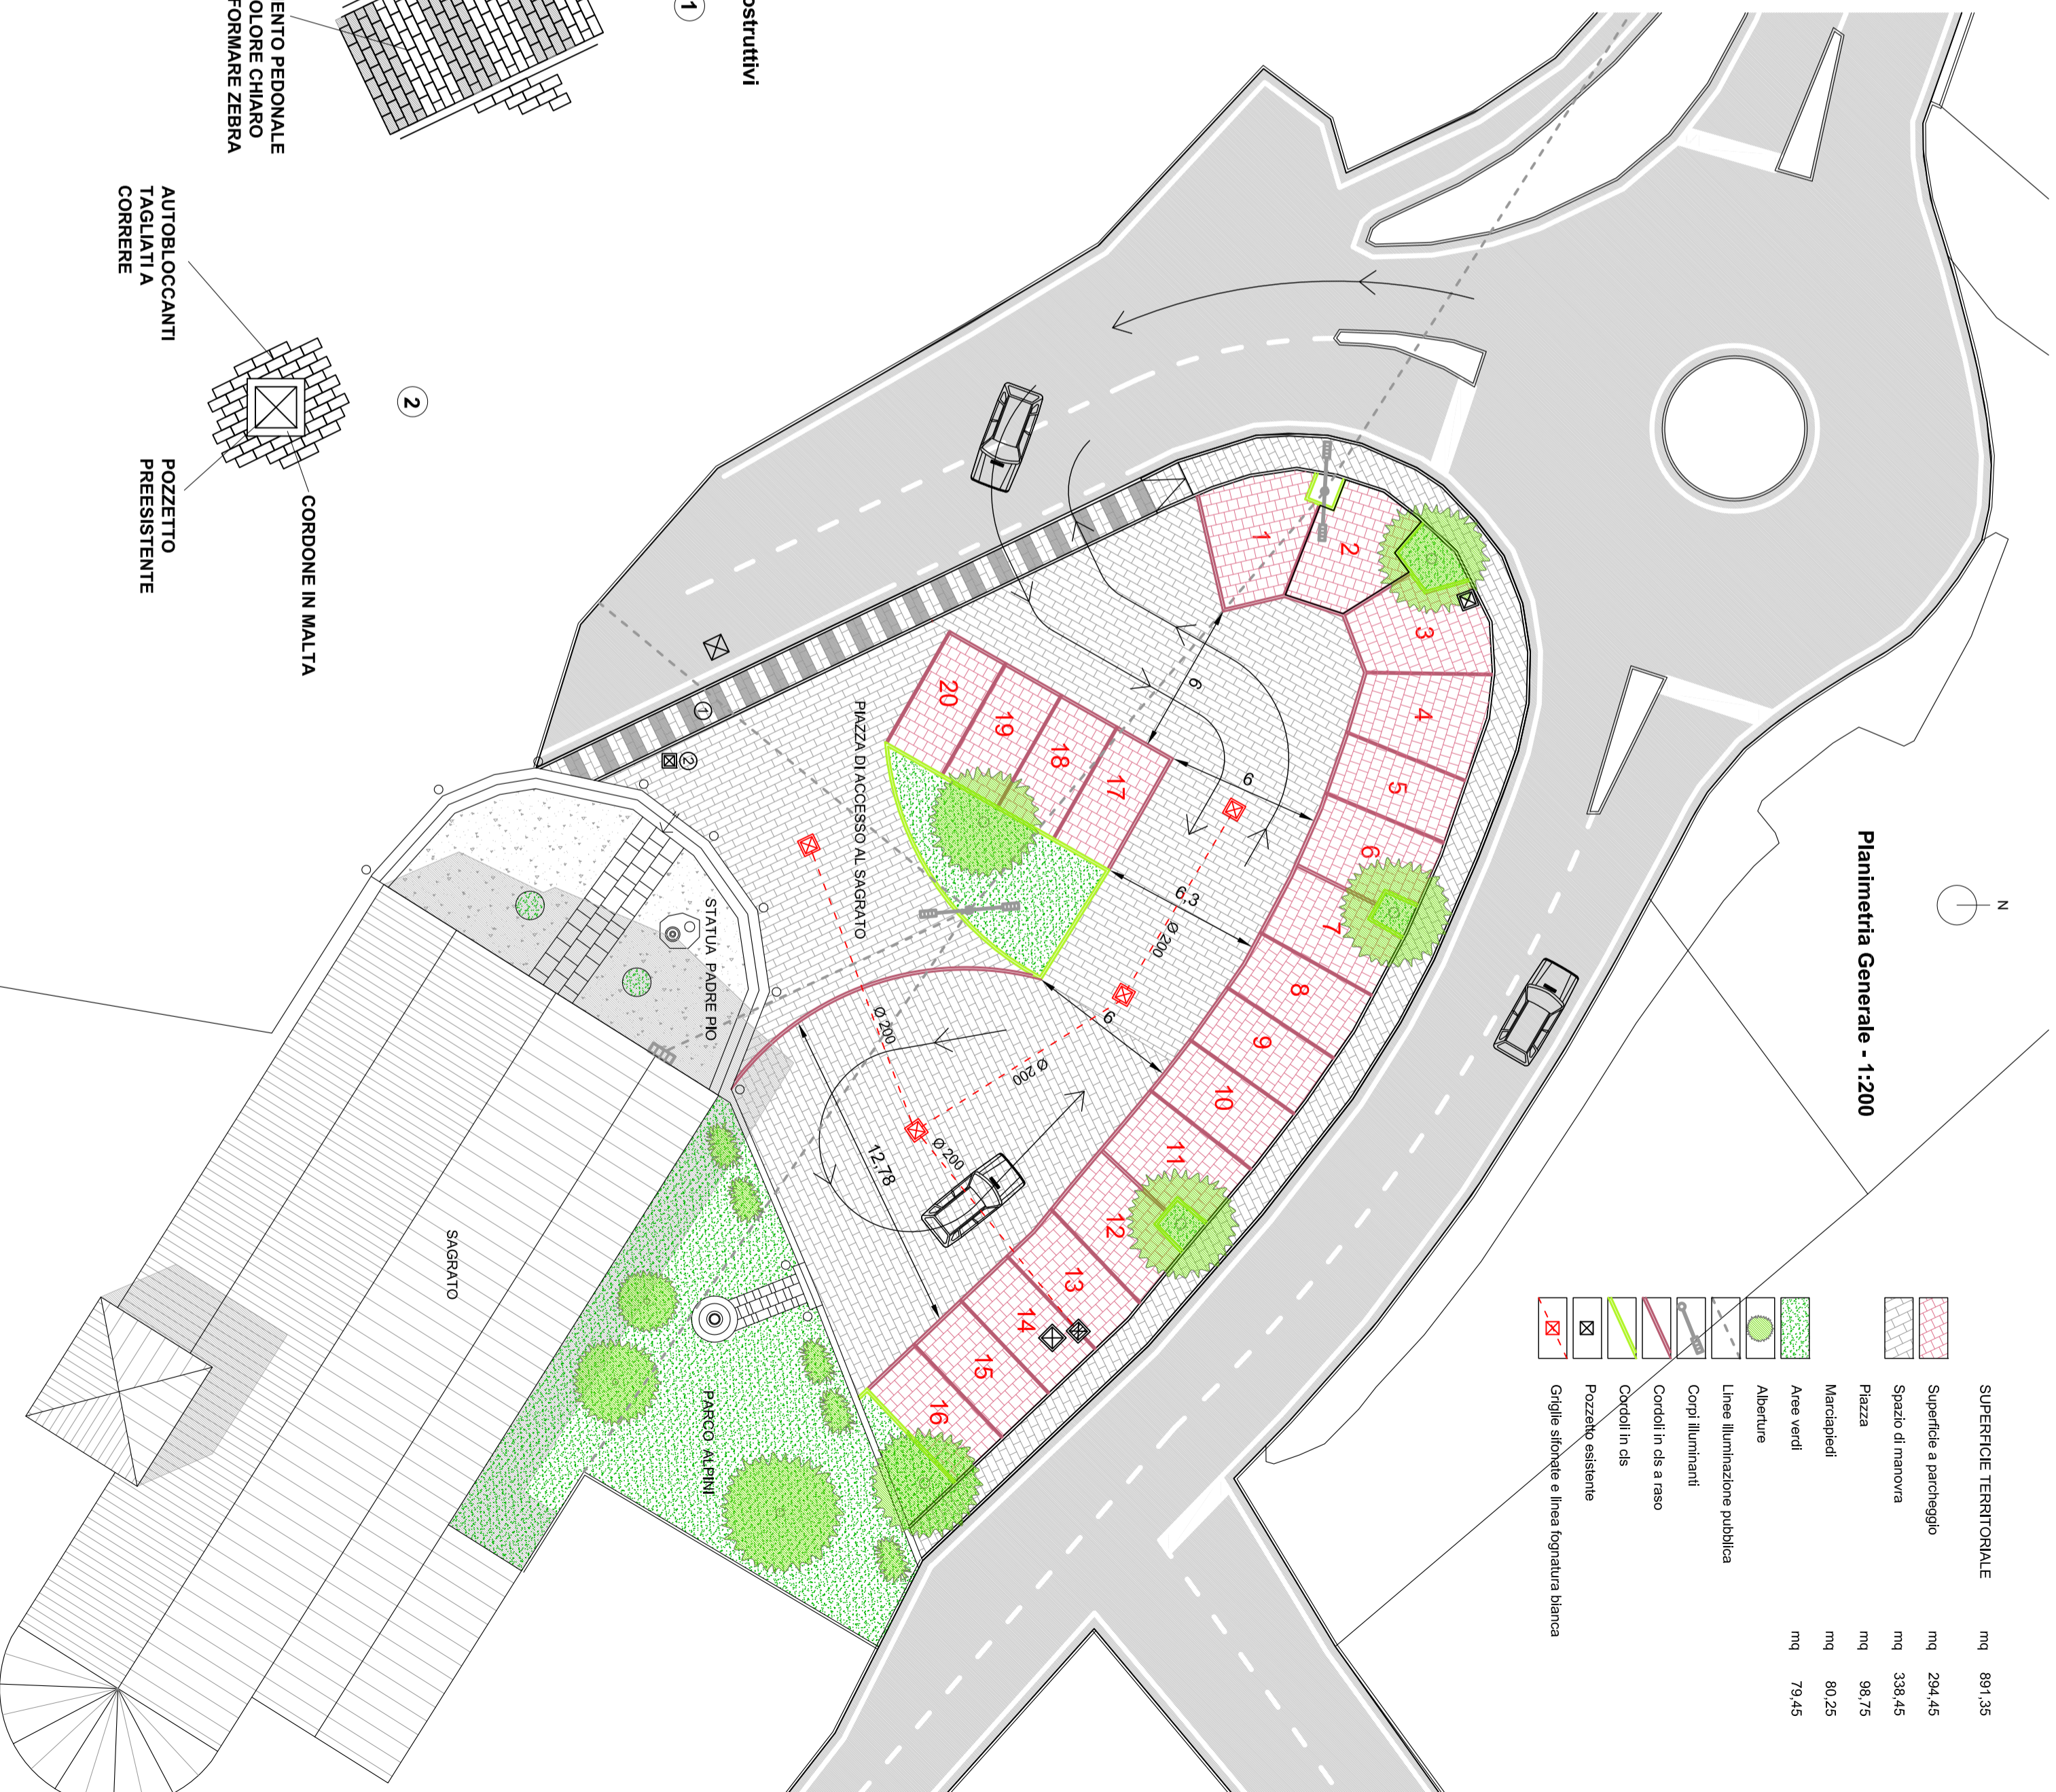 Planimetria Generale - 1:200
N
SUPERFICIE TERRITORIALE mq 891,35
Superficie a parcheggio mq 294,45
Spazio di manovra mq 338,45
Piazza mq 98,75
Marciapiedi mq 80,25
Aree verdi mq 79,45
Alberture
Linee illuminazione pubblica
Corpi illuminanti
Cordoli in cls a raso
Cordoli in cls
Pozzetto esistente
Griglie sifonate e linea fognatura bianca
1
2
3
4
5
6
7
8
9
10
11
12
13
14
15
16
17
18
19
20
6
6
6,3
6
12,78
Ø 200
Ø 200
Ø 200
Ø 200
PIAZZA DI ACCESSO AL SAGRATO
STATUA PADRE PIO
SAGRATO
PARCO ALPINI
1
2
ostruttivi
1
ENTO PEDONALE
OLORE CHIARO
FORMARE ZEBRA
2
AUTOBLOCCANTI
TAGLIATI A
CORRERE
POZZETTO
PREESISTENTE
CORDONE IN MALTA